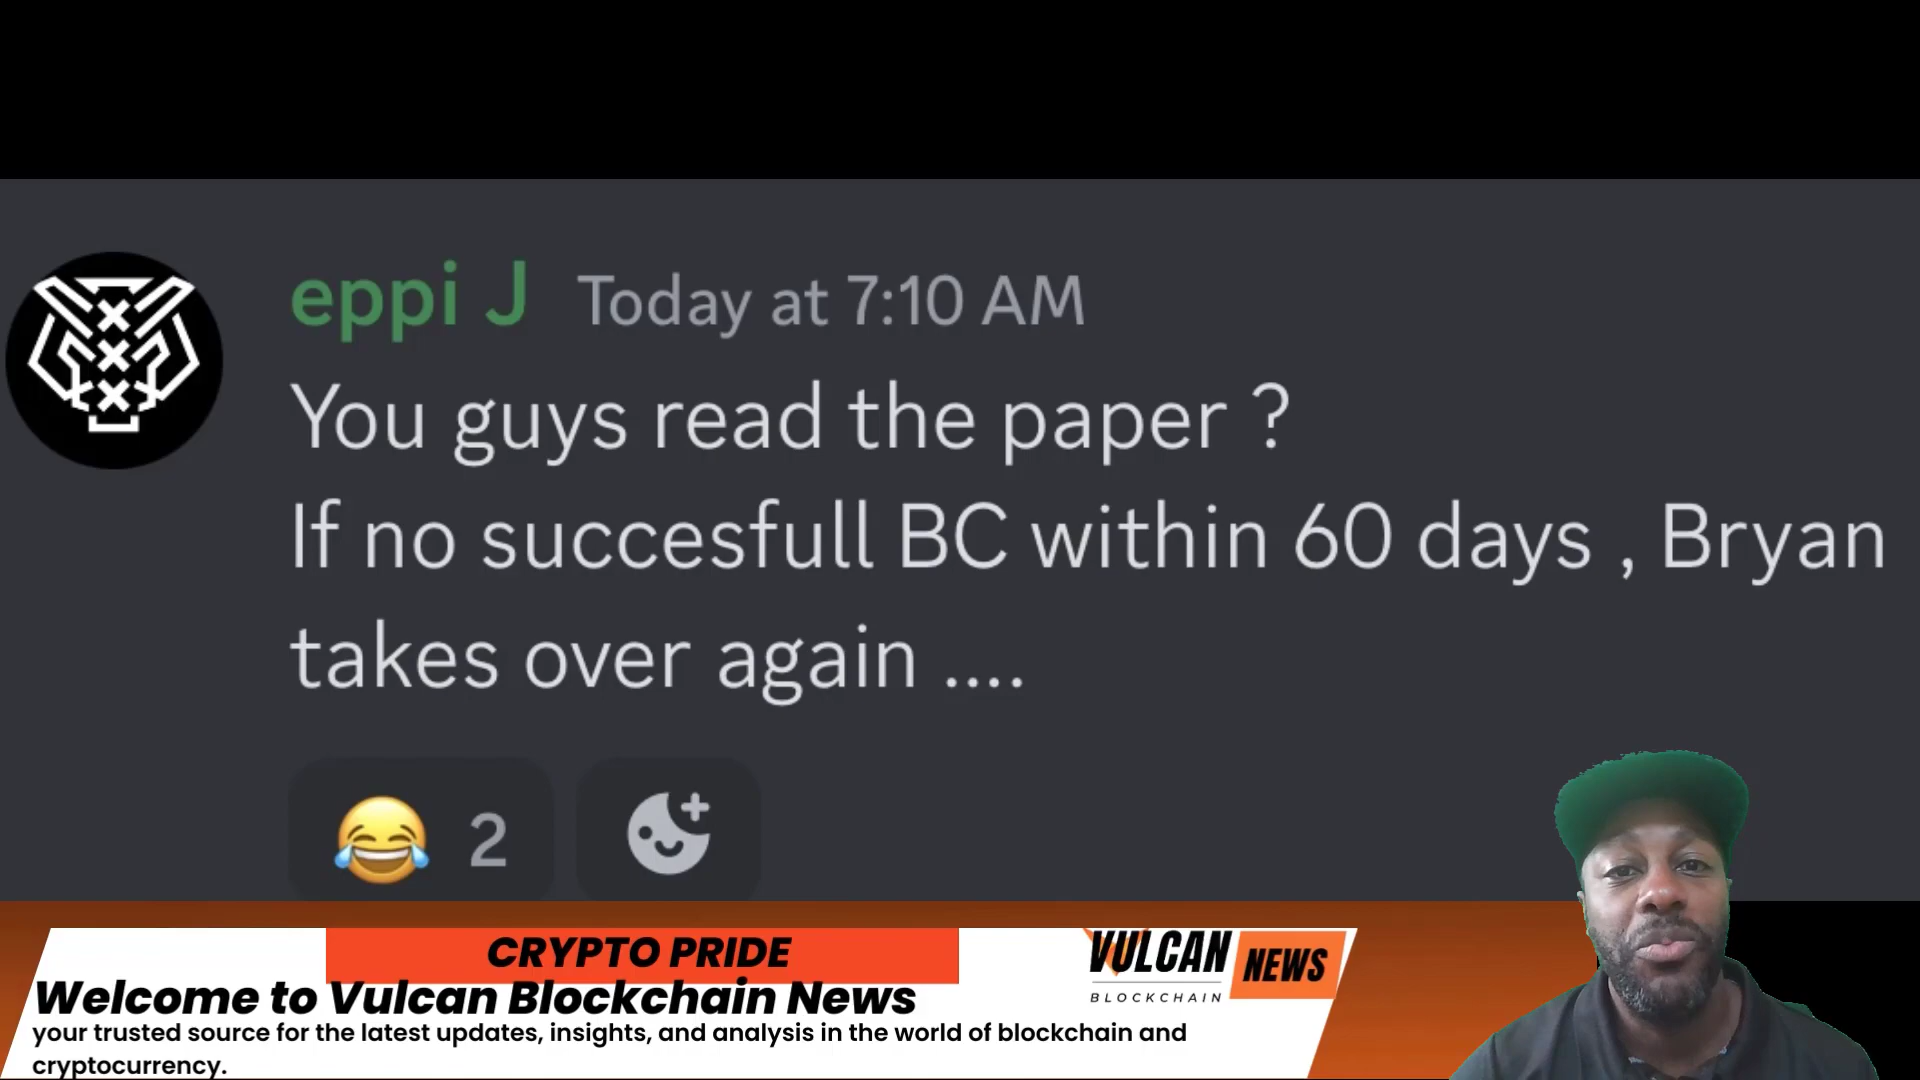 eppi J Today at 7:10 AM
You guys read the paper ?
If no succesfull BC within 60 days , Bryan
takes over again ....
😂 2
CRYPTO PRIDE
Welcome to Vulcan Blockchain News
your trusted source for the latest updates, insights, and analysis in the world of blockchain and
cryptocurrency.
VULCAN NEWS
BLOCKCHAIN